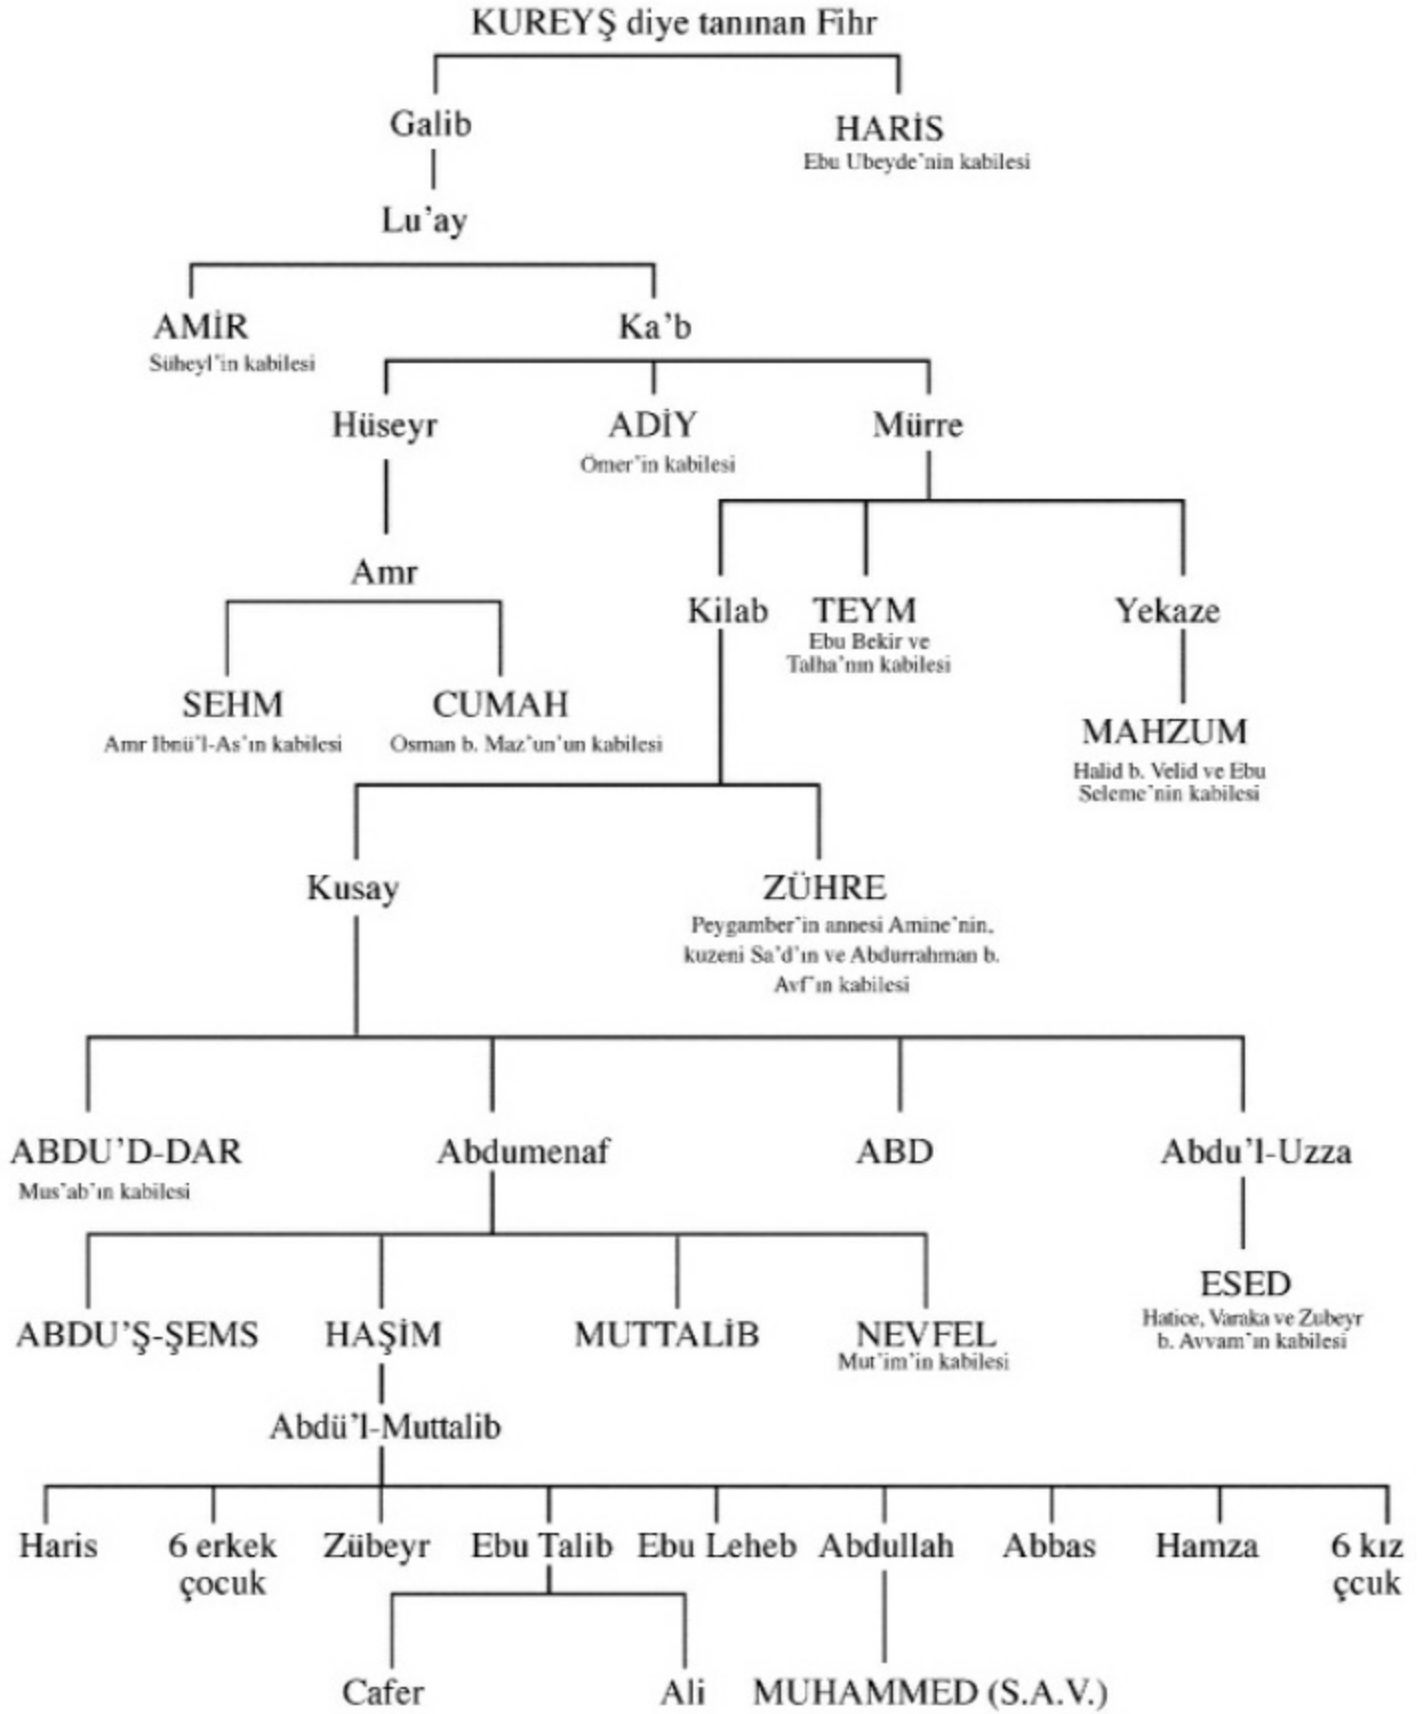 KUREYŞ diye tanınan Fihr
Galib
HARİS
Ebu Ubeyde'nin kabilesi
Lu'ay
AMİR
Süheyl'in kabilesi
Ka'b
Hüseyr
ADİY
Ömer'in kabilesi
Mürre
Amr
Kilab
TEYM
Ebu Bekir ve
Talha'nın kabilesi
Yekaze
SEHM
Amr İbnü'l-As'ın kabilesi
CUMAH
Osman b. Maz'un'un kabilesi
MAHZUM
Halid b. Velid ve Ebu
Seleme'nin kabilesi
Kusay
ZÜHRE
Peygamber'in annesi Amine'nin,
kuzeni Sa'd'ın ve Abdurrahman b.
Avf'ın kabilesi
ABDU'D-DAR
Mus'ab'ın kabilesi
Abdumenaf
ABD
Abdu'l-Uzza
ABDU'Ş-ŞEMS
HAŞİM
MUTTALİB
NEVFEL
Mut'im'in kabilesi
ESED
Hatice, Varaka ve Zübeyr
b. Avvam'ın kabilesi
Abdü'l-Muttalib
Haris
6 erkek
çocuk
Zübeyr
Ebu Talib
Ebu Leheb
Abdullah
Abbas
Hamza
6 kız
çcuk
Cafer
Ali
MUHAMMED (S.A.V.)